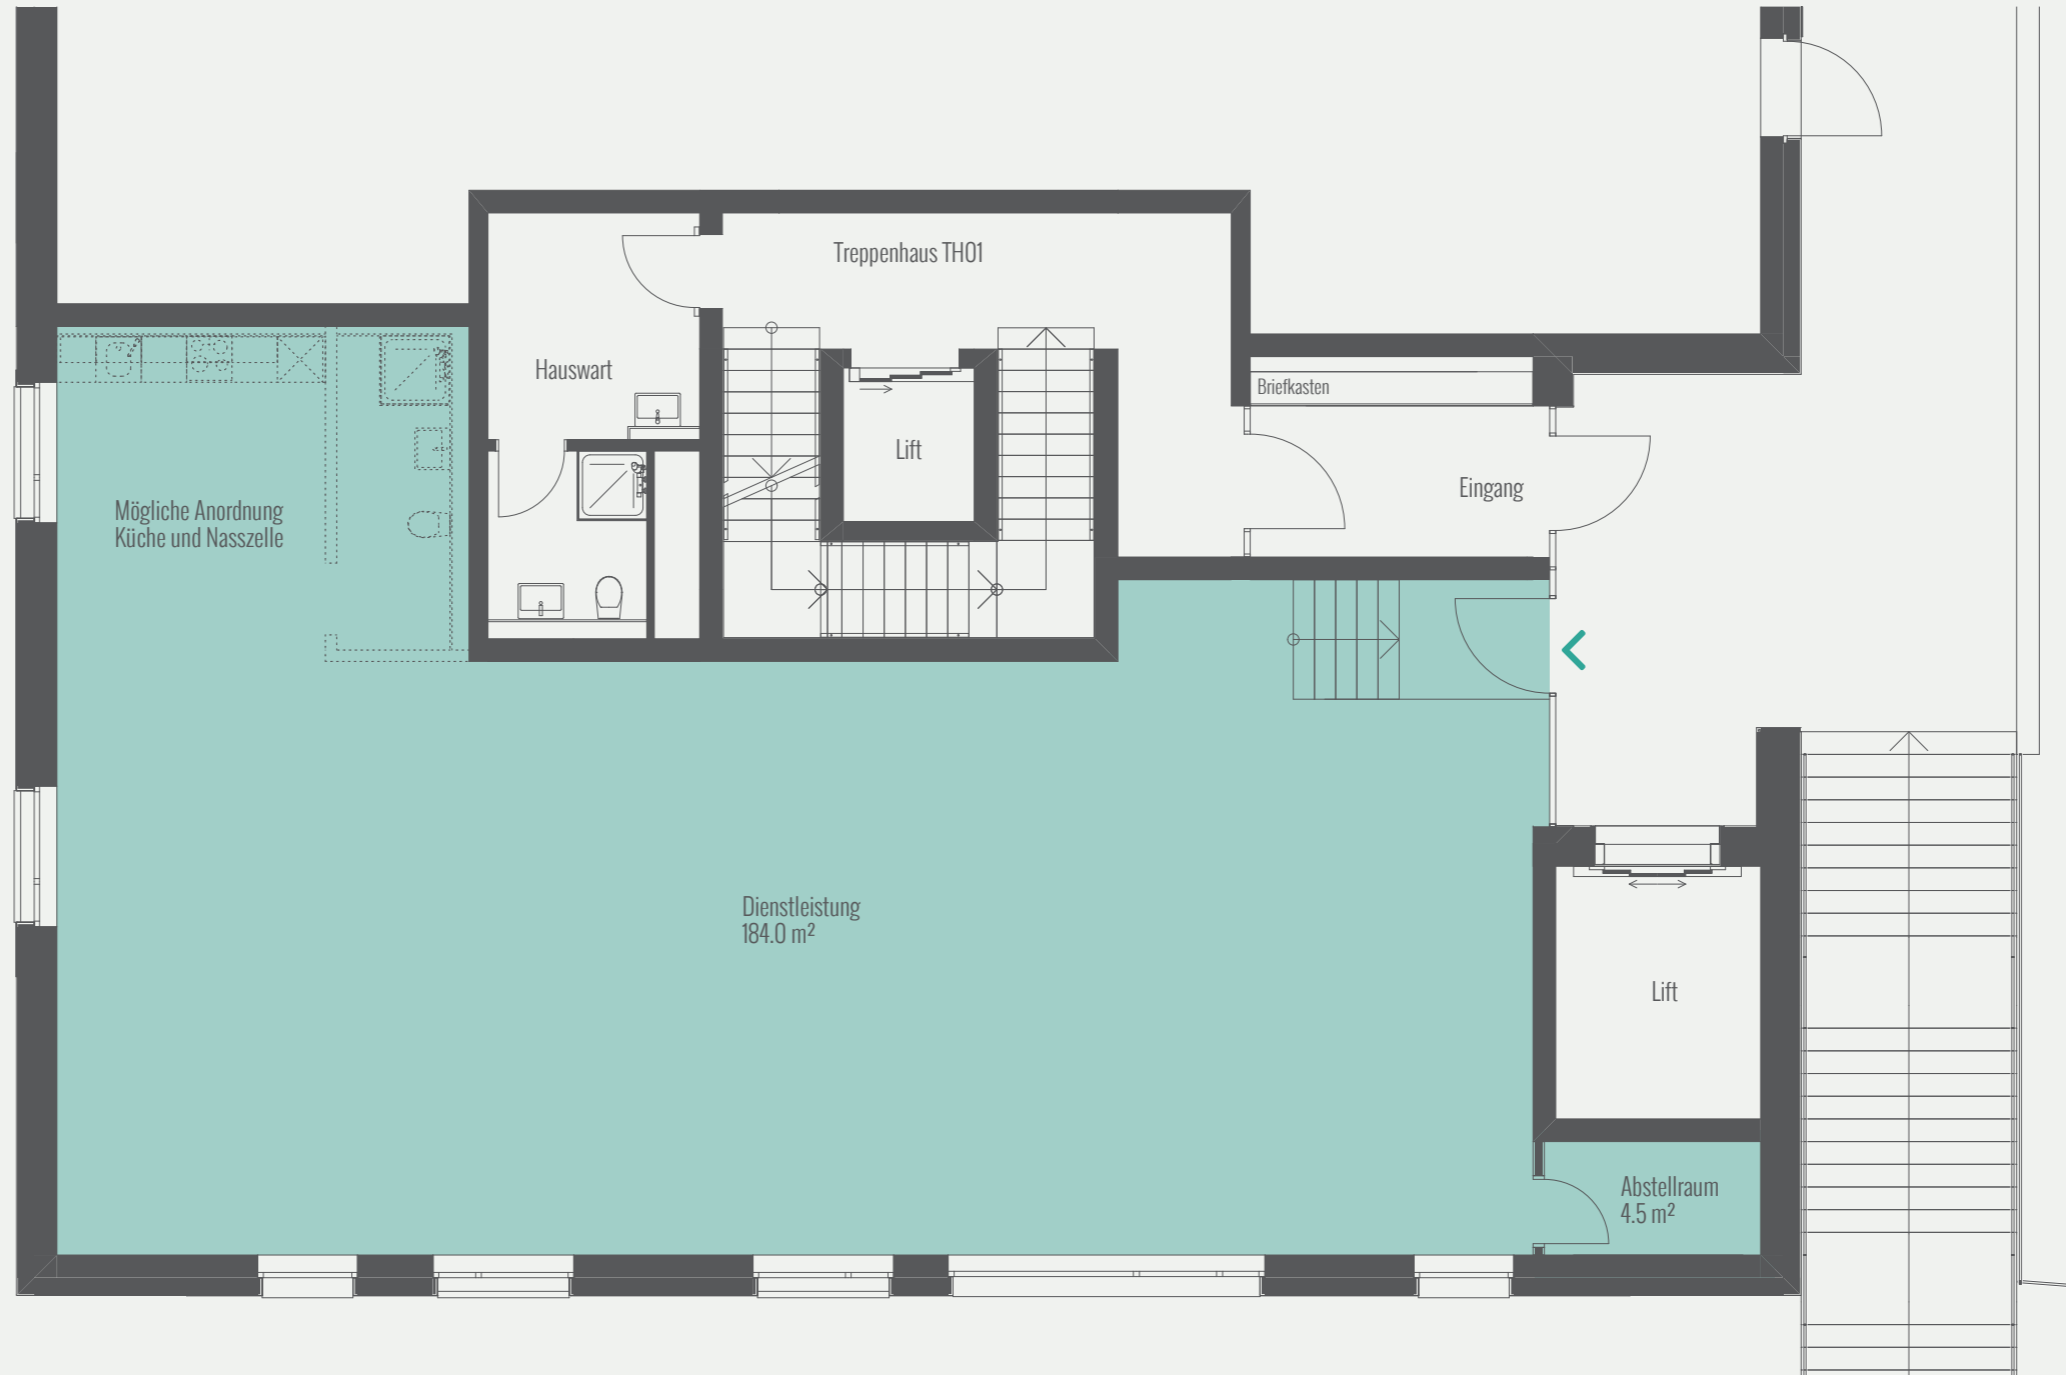 Treppenhaus TH01
Hauswart
Briefkasten
Lift
Eingang
Mögliche Anordnung
Küche und Nasszelle
Dienstleistung
184.0 m²
Lift
Abstellraum
4.5 m²